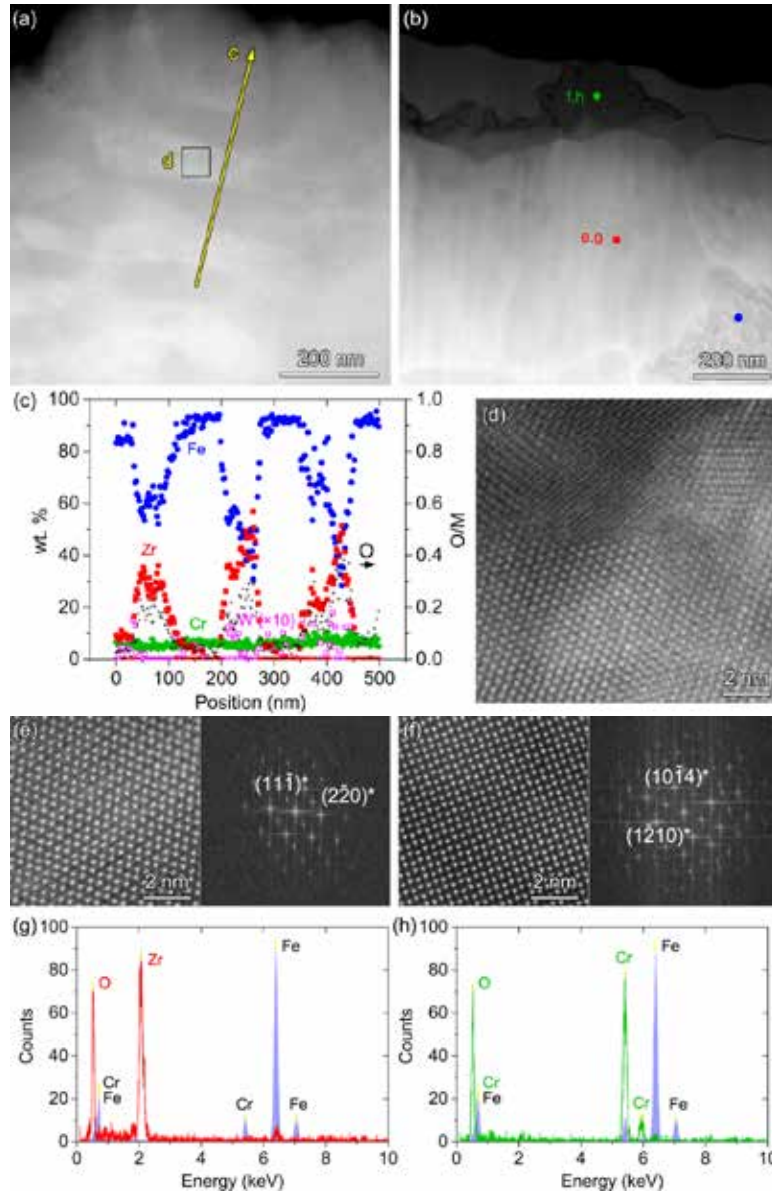 (a)
c
d
200 nm
(b)
f.h
e.g
200 nm
(c)
100
80
60
40
20
0
wt. %
Fe
Zr
Cr
W (×10)
O
1.0
0.8
0.6
0.4
0.2
0.0
O/M
0 100 200 300 400 500
Position (nm)
(d)
2 nm
(e)
2 nm
(111̄)*
(22̄0)*
(f)
2 nm
(101̄4)*
(1210)*
(g)
100
80
60
40
20
0
Counts
O
Zr
Fe
Cr
Fe
Cr
Fe
0 2 4 6 8 10
Energy (keV)
(h)
100
80
60
40
20
0
Counts
O
Cr
Fe
Cr
Fe
Cr
Fe
0 2 4 6 8 10
Energy (keV)